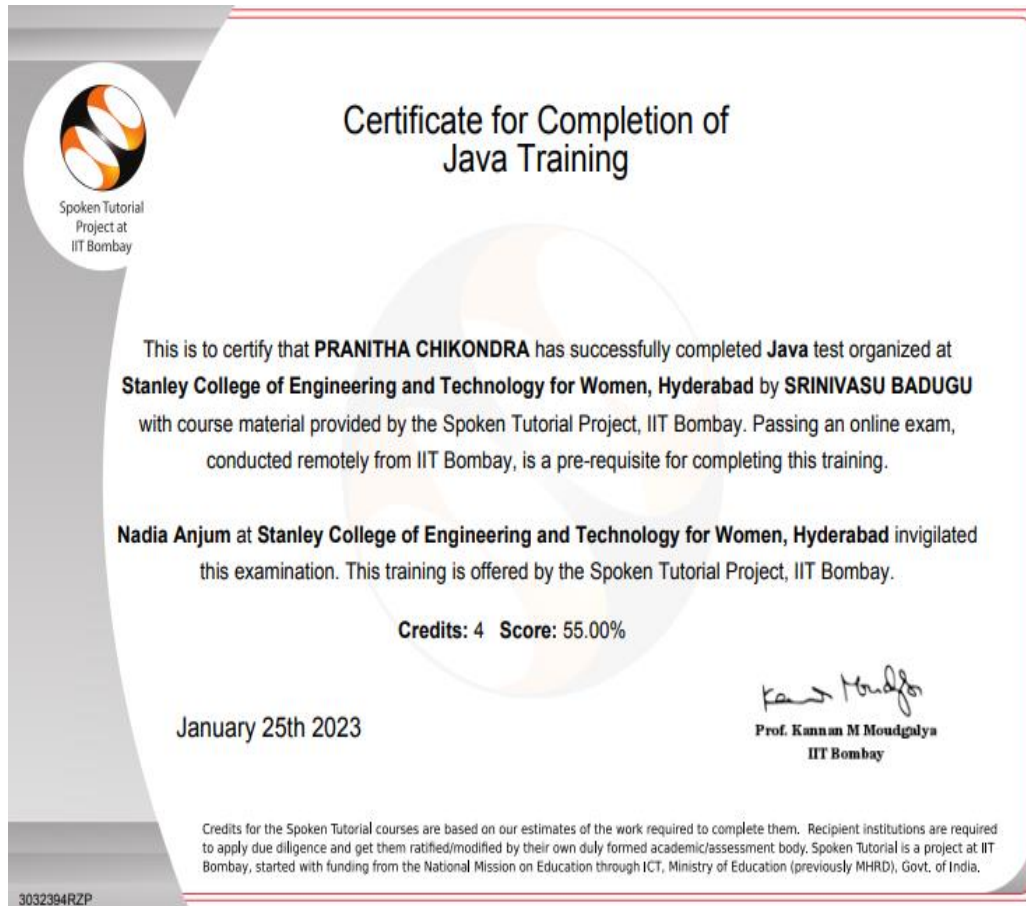 Spoken Tutorial
Project at
IIT Bombay
Certificate for Completion of
Java Training
This is to certify that PRANITHA CHIKONDRA has successfully completed Java test organized at
Stanley College of Engineering and Technology for Women, Hyderabad by SRINIVASU BADUGU
with course material provided by the Spoken Tutorial Project, IIT Bombay. Passing an online exam,
conducted remotely from IIT Bombay, is a pre-requisite for completing this training.
Nadia Anjum at Stanley College of Engineering and Technology for Women, Hyderabad invigilated
this examination. This training is offered by the Spoken Tutorial Project, IIT Bombay.
Credits: 4 Score: 55.00%
January 25th 2023
Prof. Kannan M Moudgalya
IIT Bombay
Credits for the Spoken Tutorial courses are based on our estimates of the work required to complete them. Recipient institutions are required
to apply due diligence and get them ratified/modified by their own duly formed academic/assessment body. Spoken Tutorial is a project at IIT
Bombay, started with funding from the National Mission on Education through ICT, Ministry of Education (previously MHRD), Govt. of India.
3032394RZP